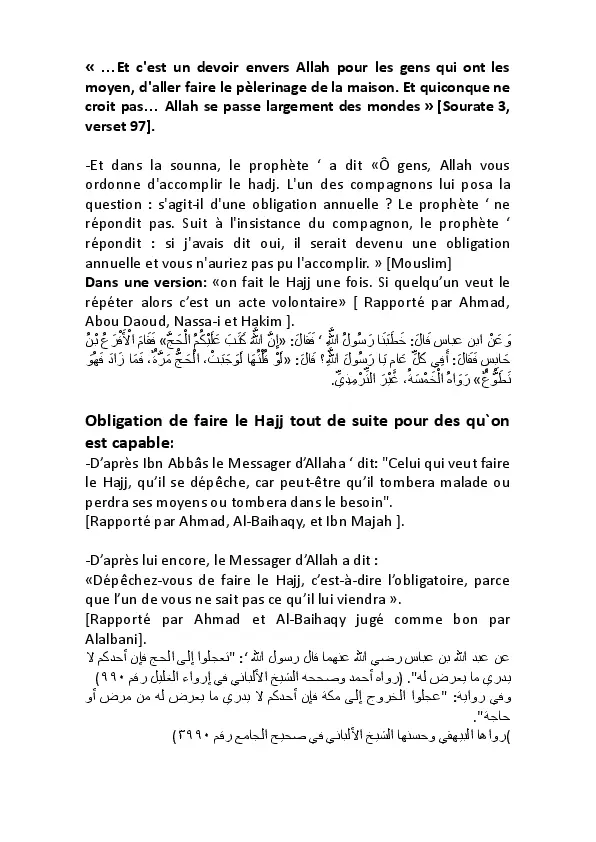 « …Et c'est un devoir envers Allah pour les gens qui ont les
moyen, d'aller faire le pèlerinage de la maison. Et quiconque ne
croit pas… Allah se passe largement des mondes » [Sourate 3,
verset 97].
-Et dans la sounna, le prophète ‘ a dit «Ô gens, Allah vous
ordonne d'accomplir le hadj. L'un des compagnons lui posa la
question : s'agit-il d'une obligation annuelle ? Le prophète ‘ ne
répondit pas. Suit à l'insistance du compagnon, le prophète ‘
répondit : si j'avais dit oui, il serait devenu une obligation
annuelle et vous n'auriez pas pu l'accomplir. » [Mouslim]
Dans une version: «on fait le Hajj une fois. Si quelqu’un veut le
répéter alors c’est un acte volontaire» [ Rapporté par Ahmad,
Abou Daoud, Nassa-i et Hakim ].
وَ عَنْ ابن عباس قَالَ: خَطَبَنَا رَسُولُ اللَّهِ ‘ فَقَالَ: «إِنَّ اللَّهَ كَتَبَ عَلَيْكُمُ الْحَجَّ» فَقَامَ الْأَقْرَعُ بْنُ
حَابِسٍ فَقَالَ: أَفِي كَلِّ عَامٍ يَا رَسُولَ اللَّهِ؟ قَالَ: «لَوْ قُلْتُهَا لَوَجَبَتْ، الْحَجُّ مَرَّةٌ، فَمَا زَادَ فَهُوَ
تَطَوُّعٌ» رَوَاهُ الْخَمْسَةُ، غَيْرَ التِّرْمِذِيِّ.
Obligation de faire le Hajj tout de suite pour des qu`on
est capable:
-D’après Ibn Abbâs le Messager d’Allaha ‘ dit: "Celui qui veut faire
le Hajj, qu’il se dépêche, car peut-être qu’il tombera malade ou
perdra ses moyens ou tombera dans le besoin".
[Rapporté par Ahmad, Al-Baihaqy, et Ibn Majah ].
-D’après lui encore, le Messager d’Allah a dit :
«Dépêchez-vous de faire le Hajj, c’est-à-dire l’obligatoire, parce
que l’un de vous ne sait pas ce qu’il lui viendra ».
[Rapporté par Ahmad et Al-Baihaqy jugé comme bon par
Alalbani].
عن عبد الله بن عباس رضي الله عنهما قال رسول الله ‘: "تعجلوا إلى الحج فإن أحدكم لا
يدري ما يعرض له". (رواه أحمد وصححه الشيخ الألباني في إرواء الغليل رقم ٩٩٠)
وفي رواية: "عجلوا الخروج إلى مكة فإن أحدكم لا يدري ما يعرض له من مرض أو
حاجة".
)رواها البيهقي وحسنها الشيخ الألباني في صحيح الجامع رقم ٣٩٩٠)